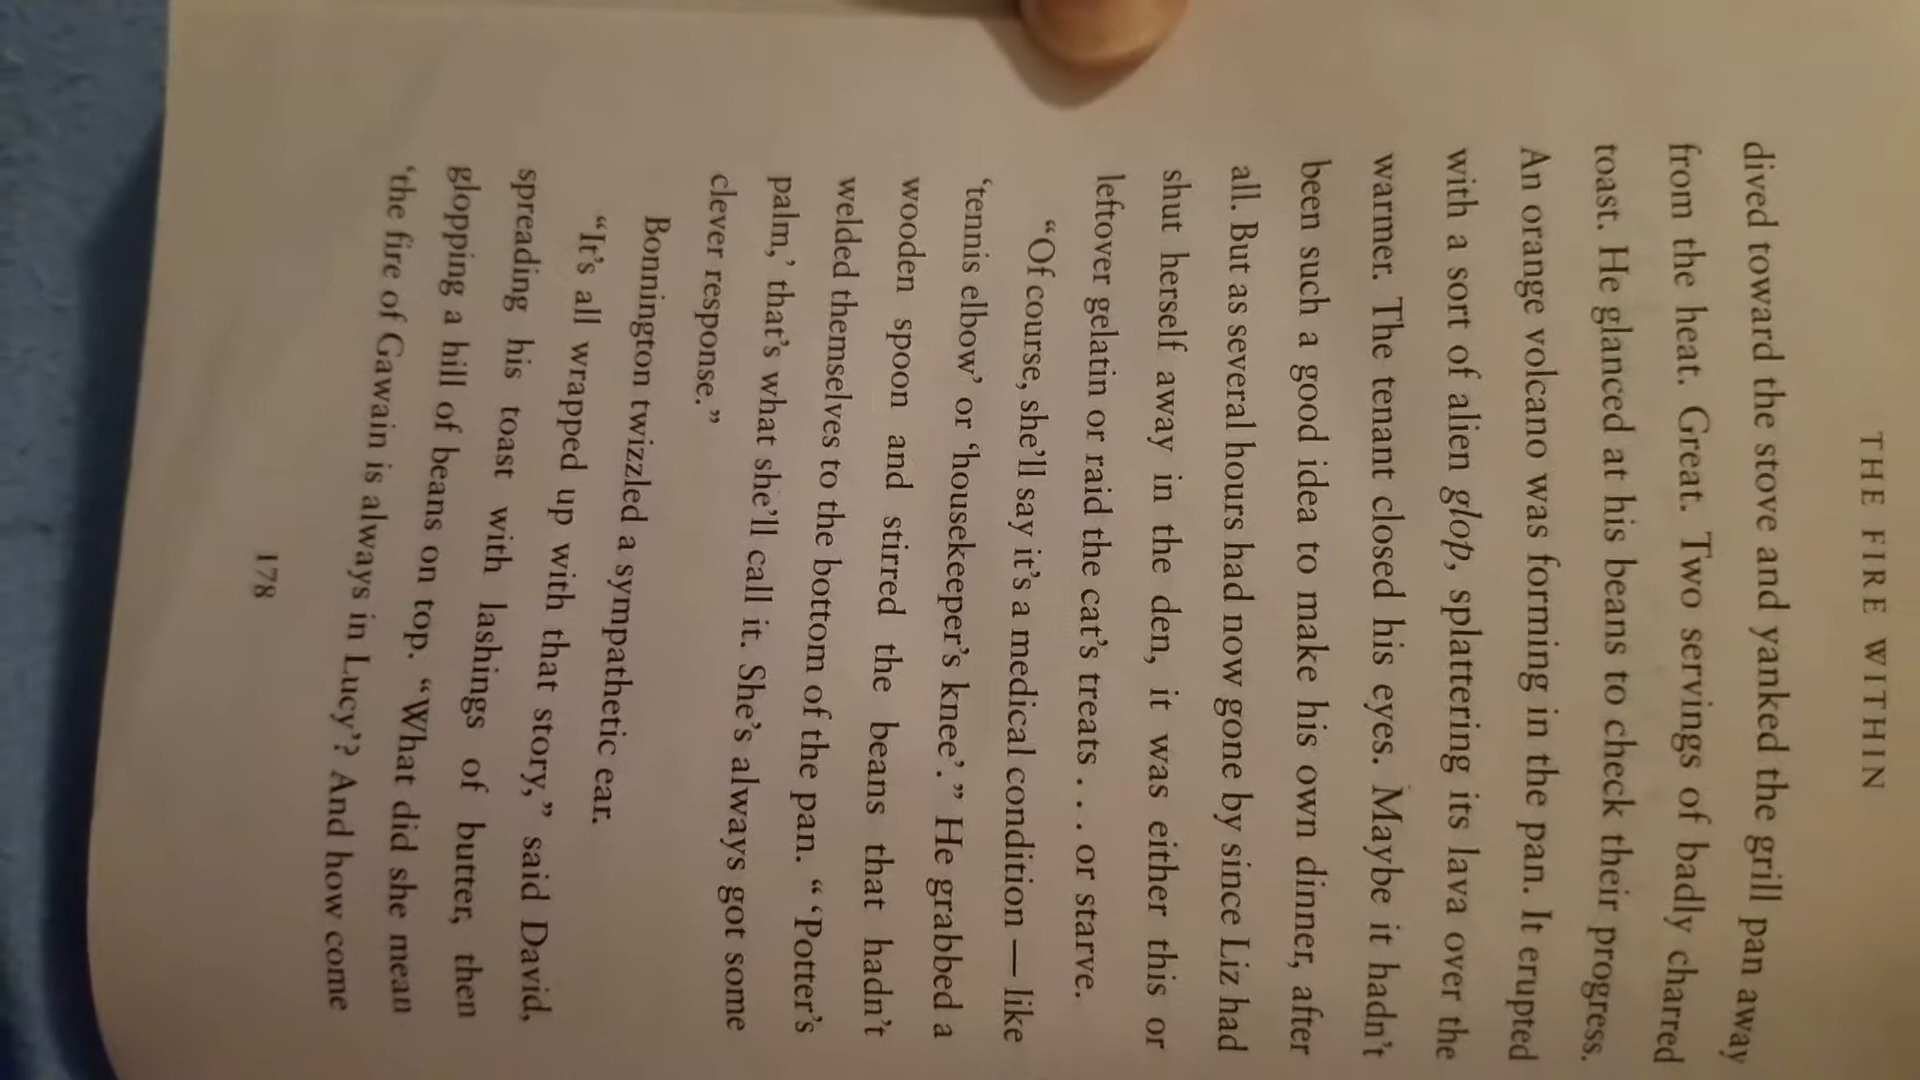 THE FIRE WITHIN
dived toward the stove and yanked the grill pan away
from the heat. Great. Two servings of badly charred
toast. He glanced at his beans to check their progress.
An orange volcano was forming in the pan. It erupted
with a sort of alien glop, splattering its lava over the
warmer. The tenant closed his eyes. Maybe it hadn't
been such a good idea to make his own dinner, after
all. But as several hours had now gone by since Liz had
shut herself away in the den, it was either this or
leftover gelatin or raid the cat's treats . . . or starve.
“Of course, she'll say it's a medical condition — like
‘tennis elbow’ or ‘housekeeper's knee’.” He grabbed a
wooden spoon and stirred the beans that hadn't
welded themselves to the bottom of the pan. “‘Potter's
palm,’ that's what she'll call it. She's always got some
clever response.”
Bonnington twizzled a sympathetic ear.
“It's all wrapped up with that story,” said David,
spreading his toast with lashings of butter, then
glopping a hill of beans on top. “What did she mean
‘the fire of Gawain is always in Lucy’? And how come
178